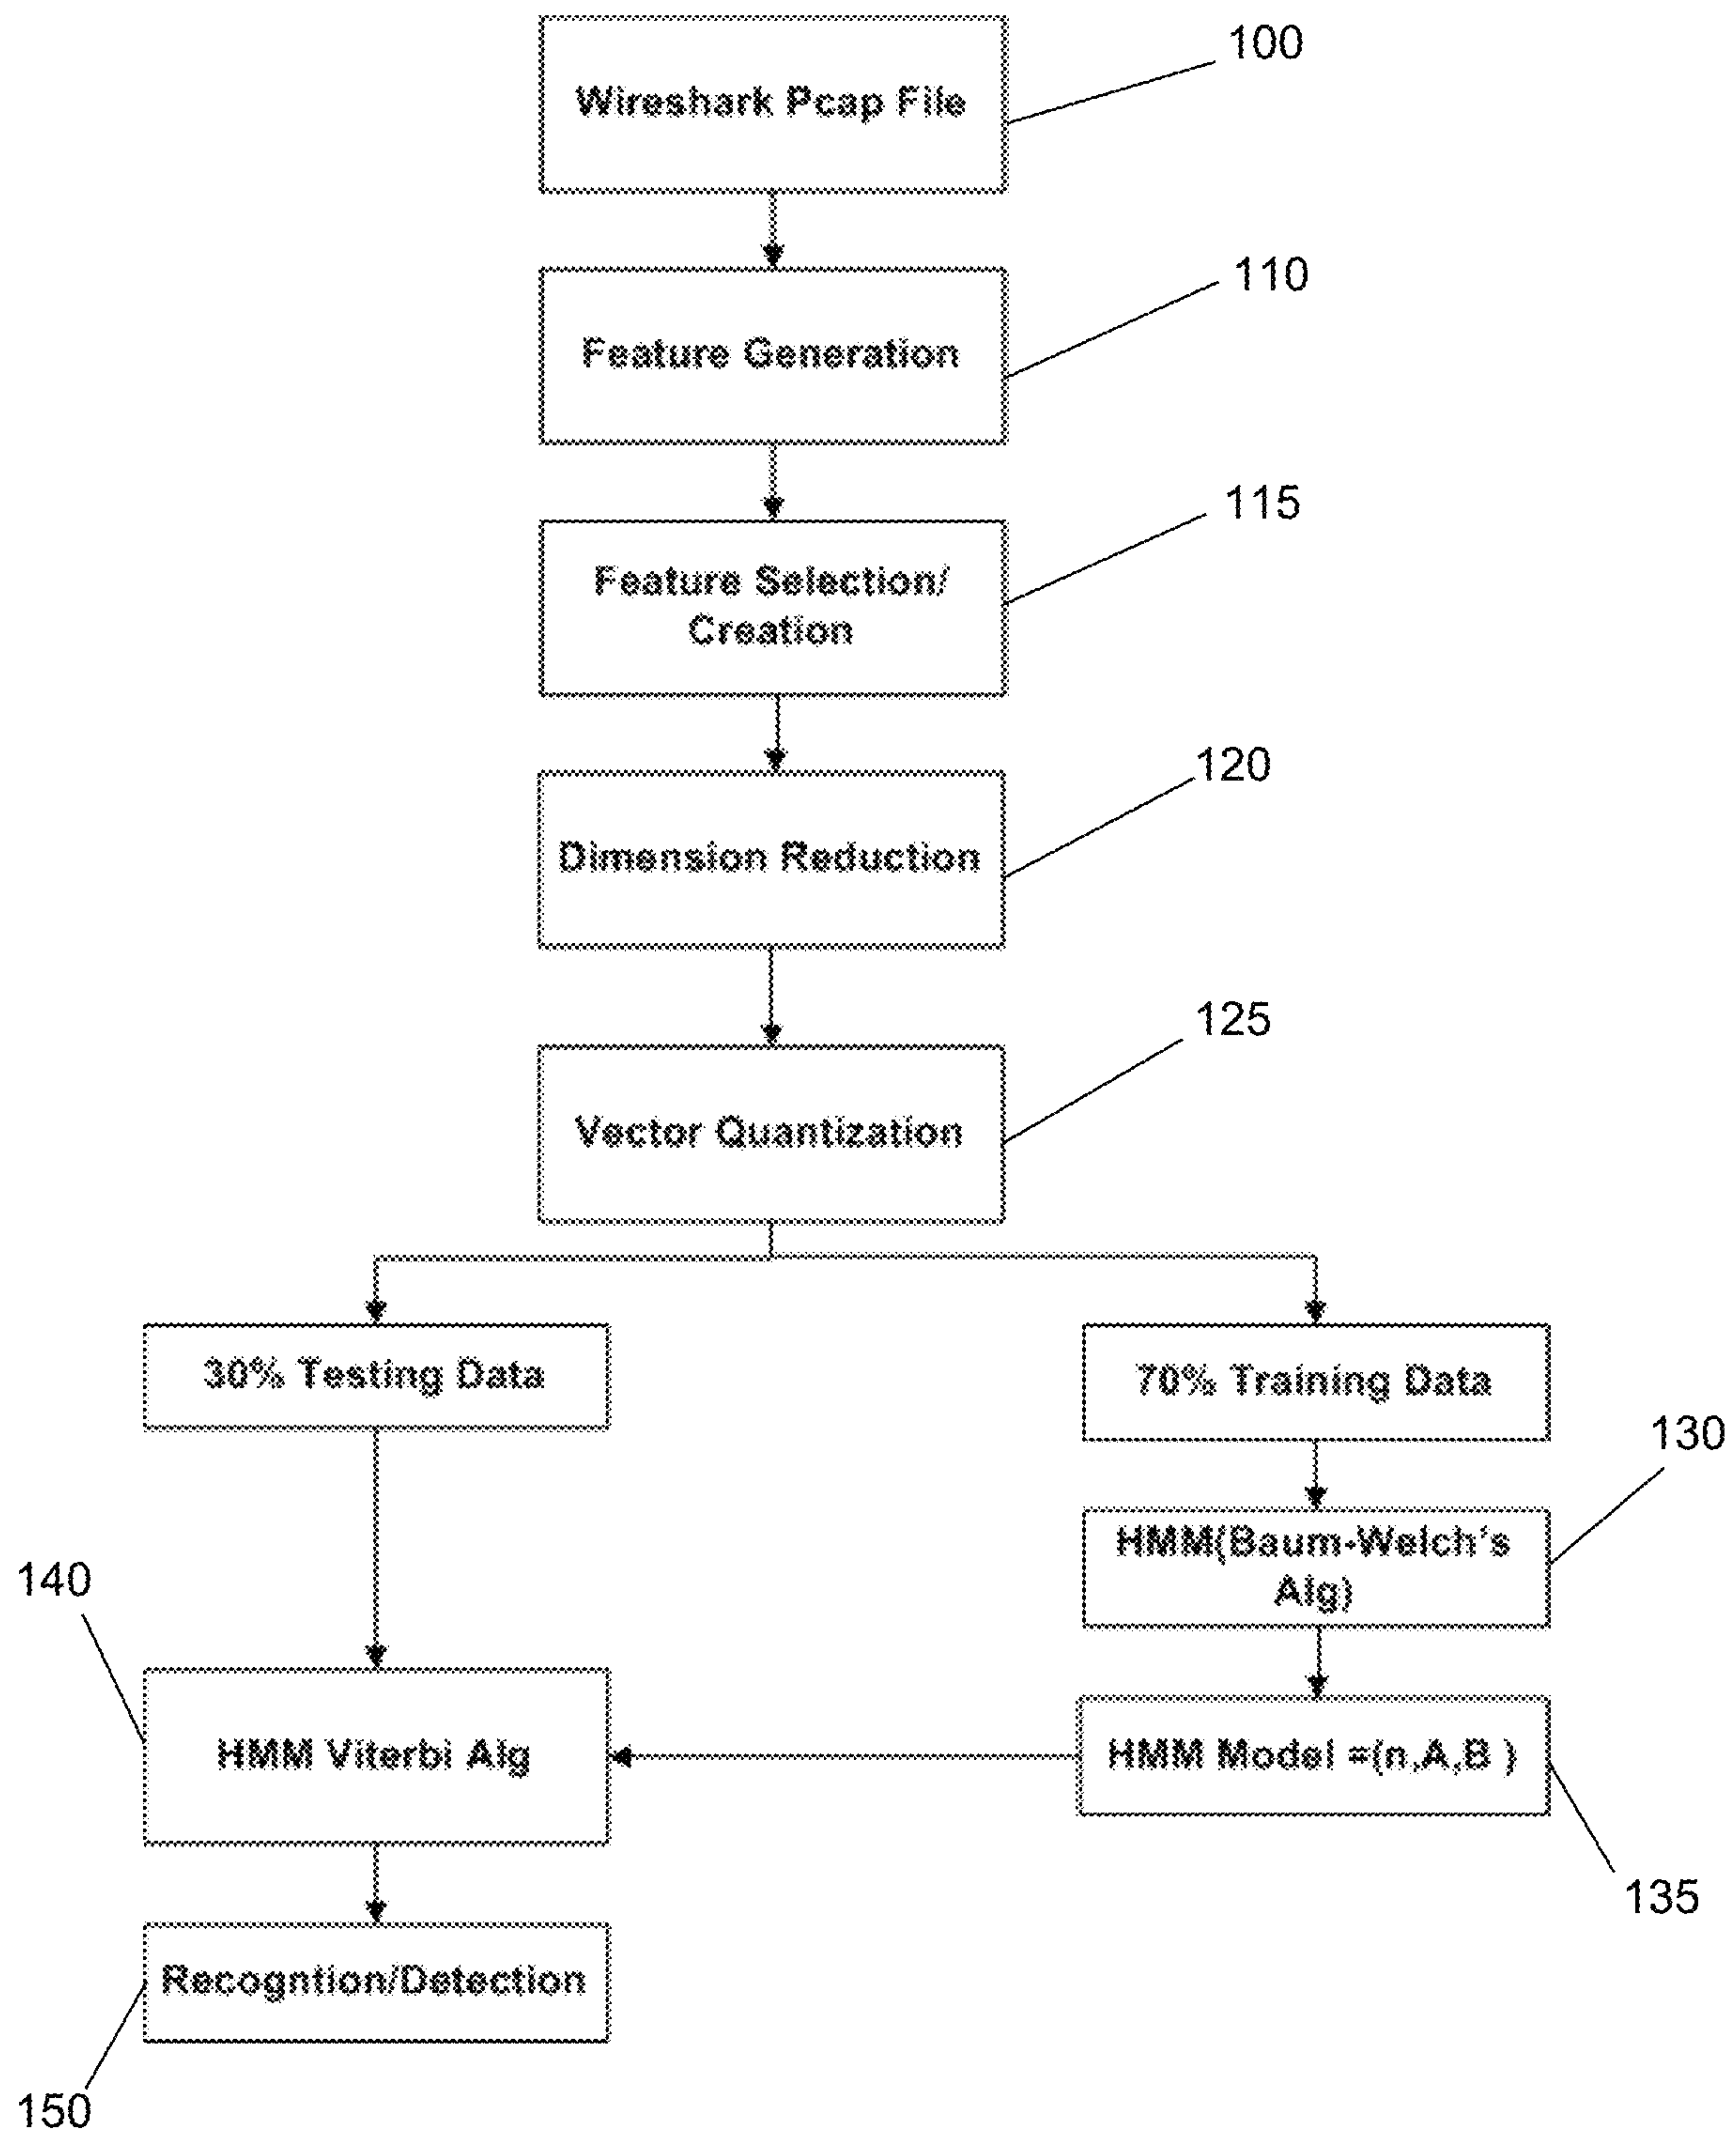 Wireshark Pcap File
100
Feature Generation
110
Feature Selection/
Creation
115
Dimension Reduction
120
Vector Quantization
125
30% Testing Data
70% Training Data
130
HMM(Baum-Welch's
Alg)
140
HMM Viterbi Alg
HMM Model =(n,A,B )
135
Recogntion/Detection
150